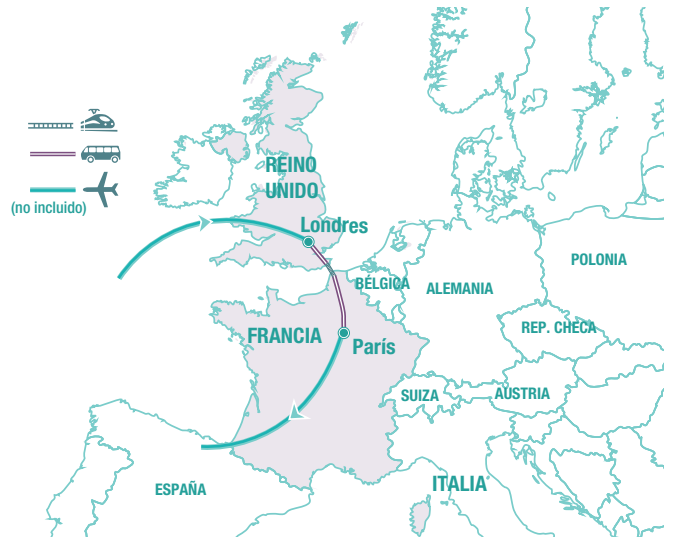 (no incluido)
REINO
UNIDO
Londres
BÉLGICA
ALEMANIA
POLONIA
FRANCIA
París
REP. CHECA
SUIZA
AUSTRIA
ESPAÑA
ITALIA